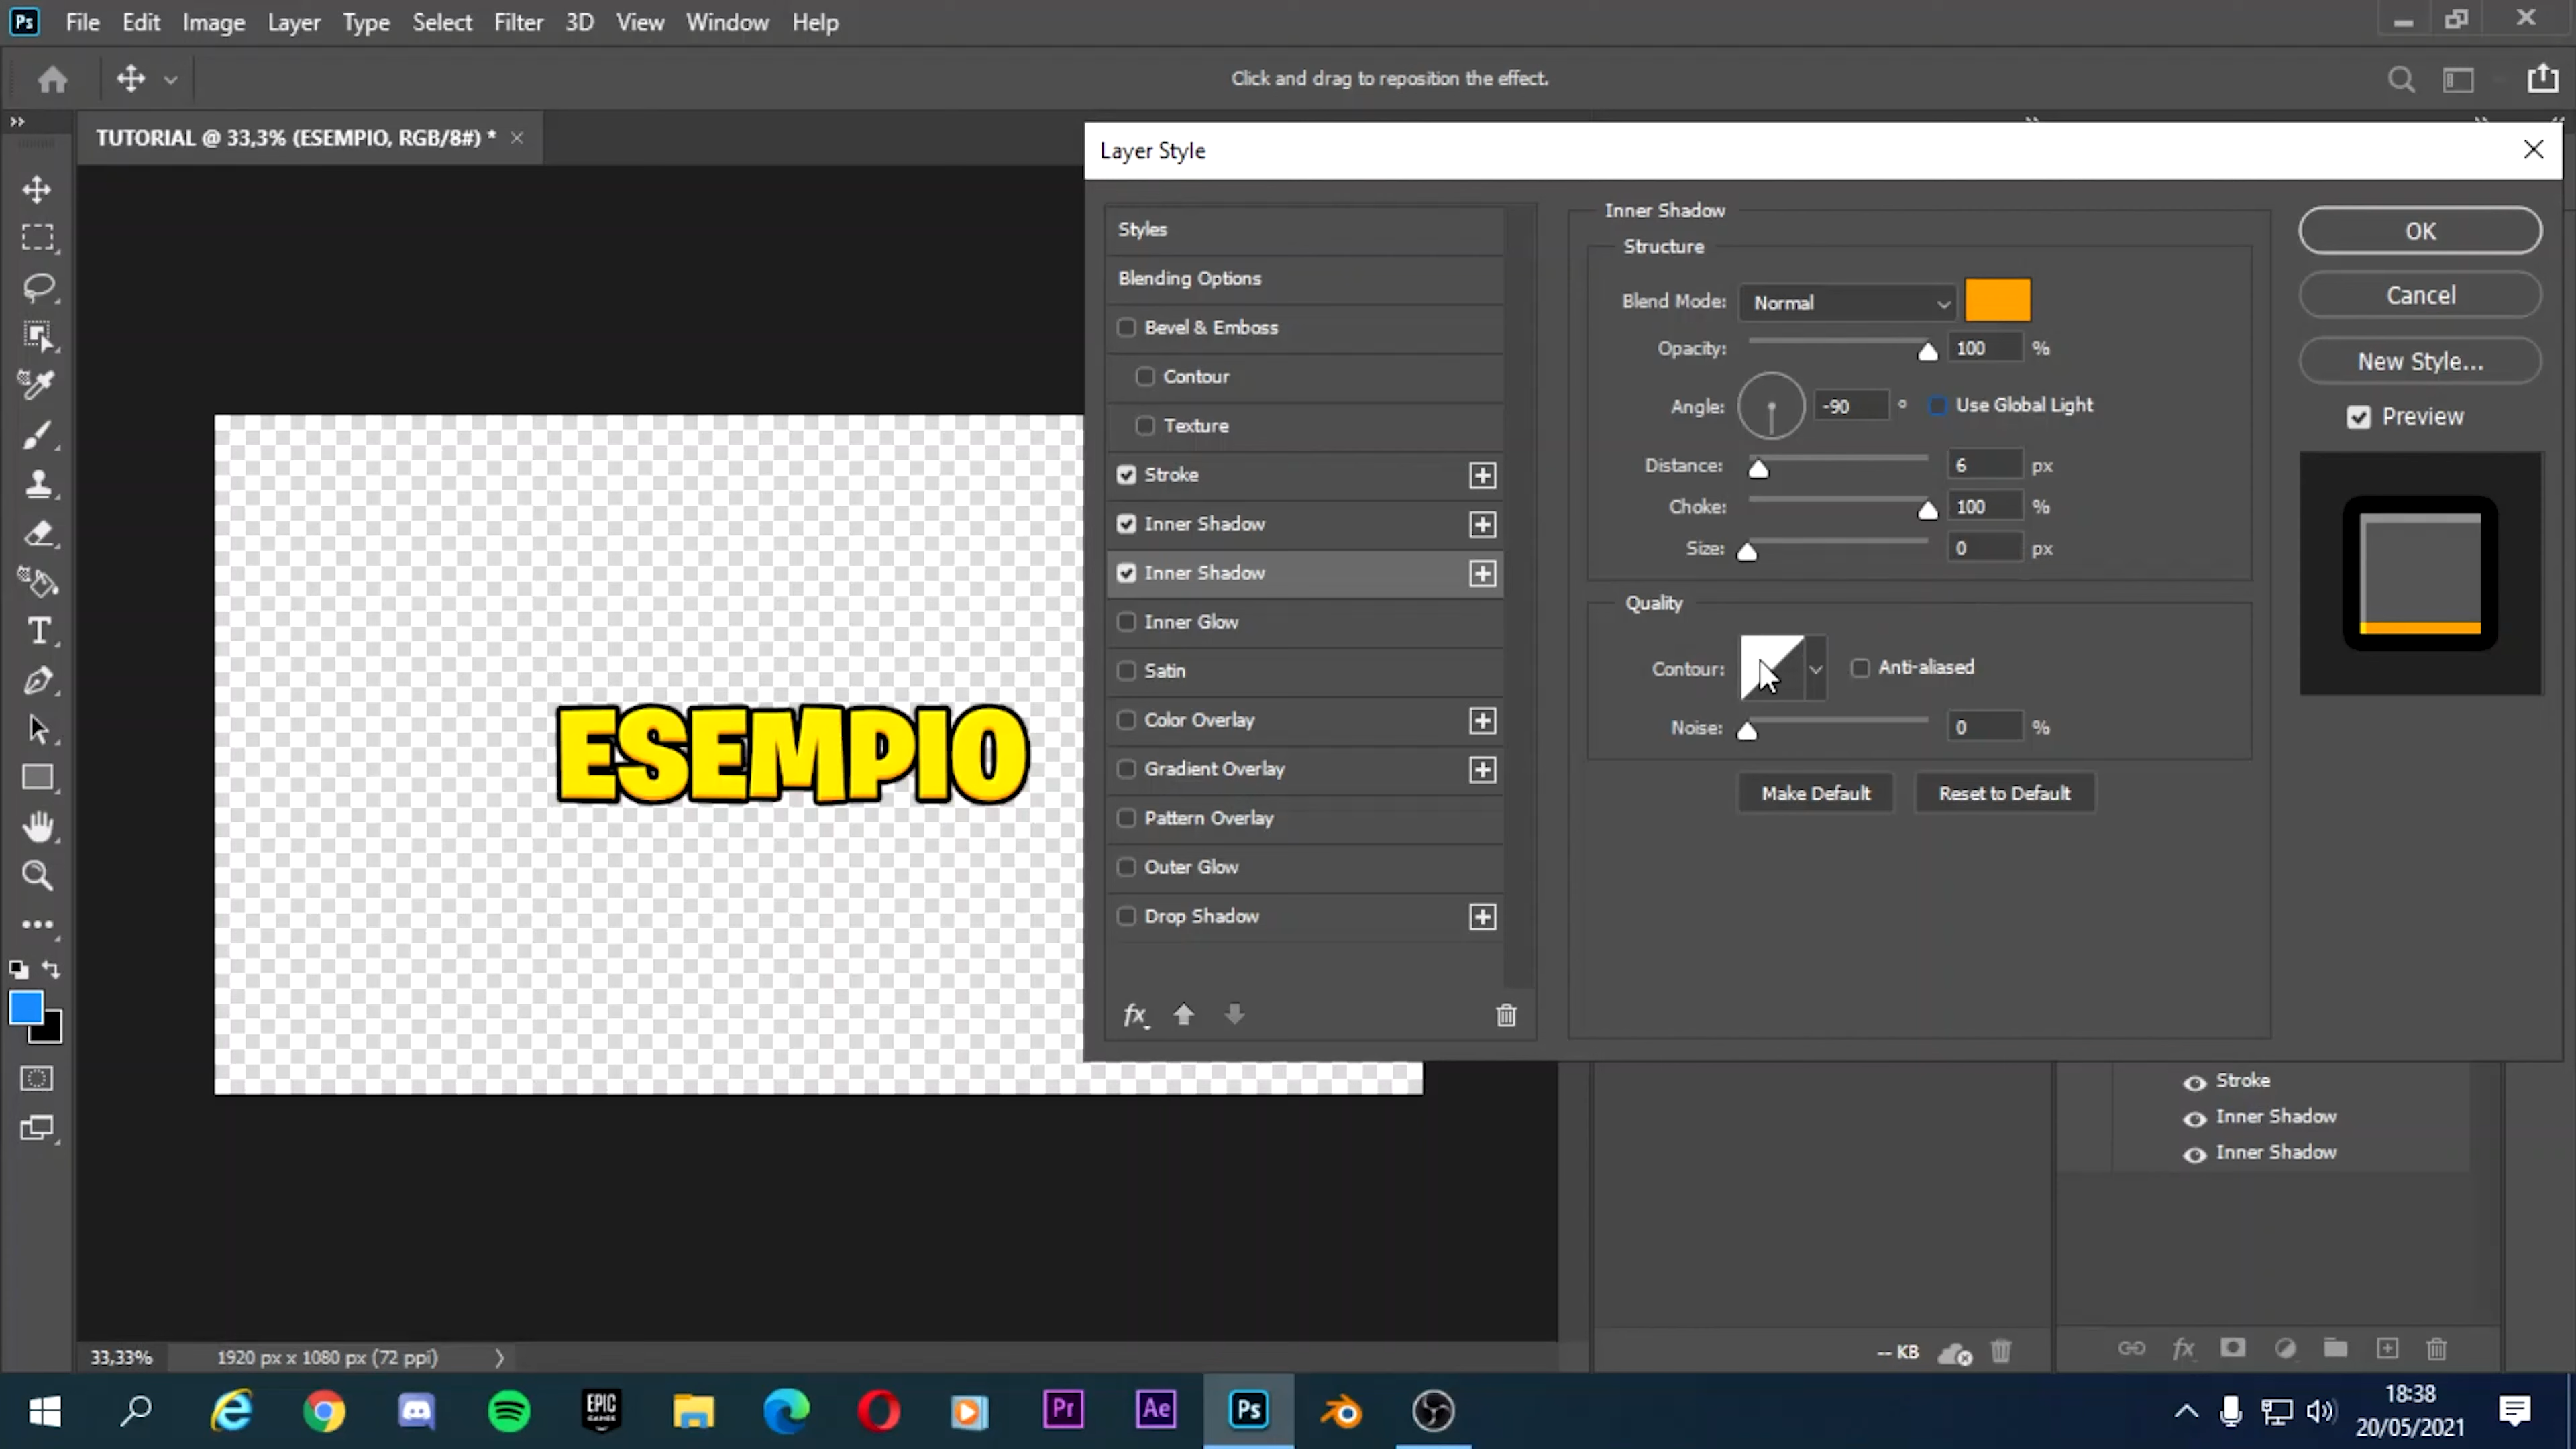 Ps File Edit Image Layer Type Select Filter 3D View Window Help
Click and drag to reposition the effect.
TUTORIAL @ 33,3% (ESEMPIO, RGB/8#) *
Layer Style
Styles
Blending Options
Bevel & Emboss
Contour
Texture
Stroke
Inner Shadow
Inner Shadow
Inner Glow
Satin
Color Overlay
Gradient Overlay
Pattern Overlay
Outer Glow
Drop Shadow
fx
Inner Shadow
Structure
Blend Mode: Normal
Opacity: 100 %
Angle: -90 ° Use Global Light
Distance: 6 px
Choke: 100 %
Size: 0 px
Quality
Contour: Anti-aliased
Noise: 0 %
Make Default Reset to Default
OK
Cancel
New Style...
Preview
ESEMPIO
T
Stroke
Inner Shadow
Inner Shadow
33,33% 1920 px x 1080 px (72 ppi)
-- KB
fx
EPIC
GAMES
Pr
Ae
Ps
18:38
20/05/2021